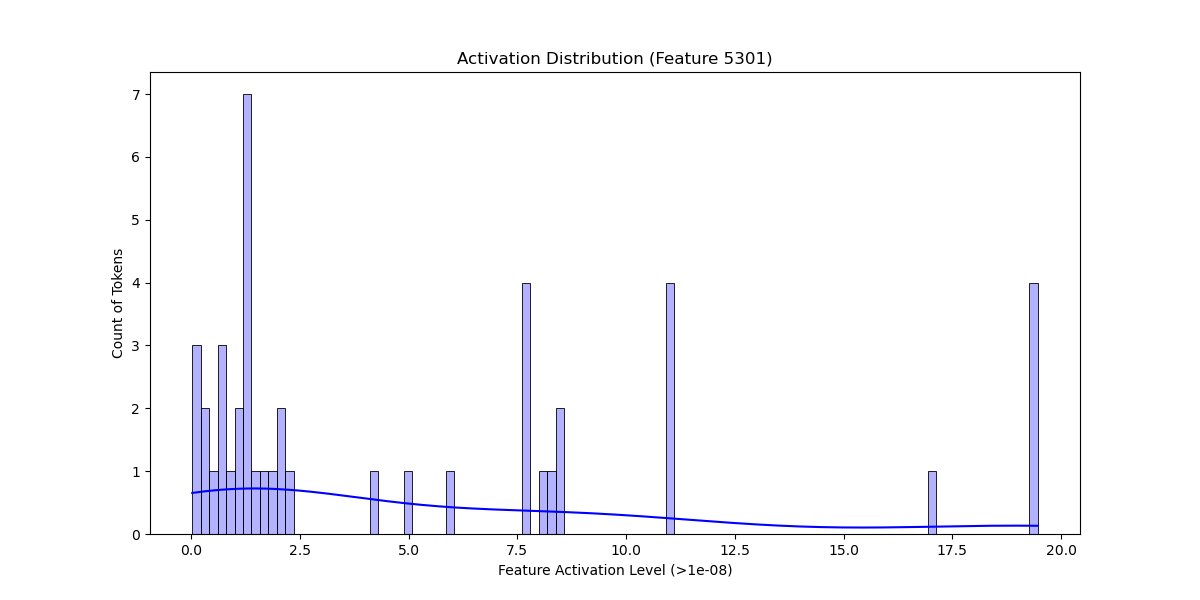 Activation Distribution (Feature 5301)
7
6
5
4
3
2
1
0
Count of Tokens
0.0 2.5 5.0 7.5 10.0 12.5 15.0 17.5 20.0
Feature Activation Level (>1e-08)